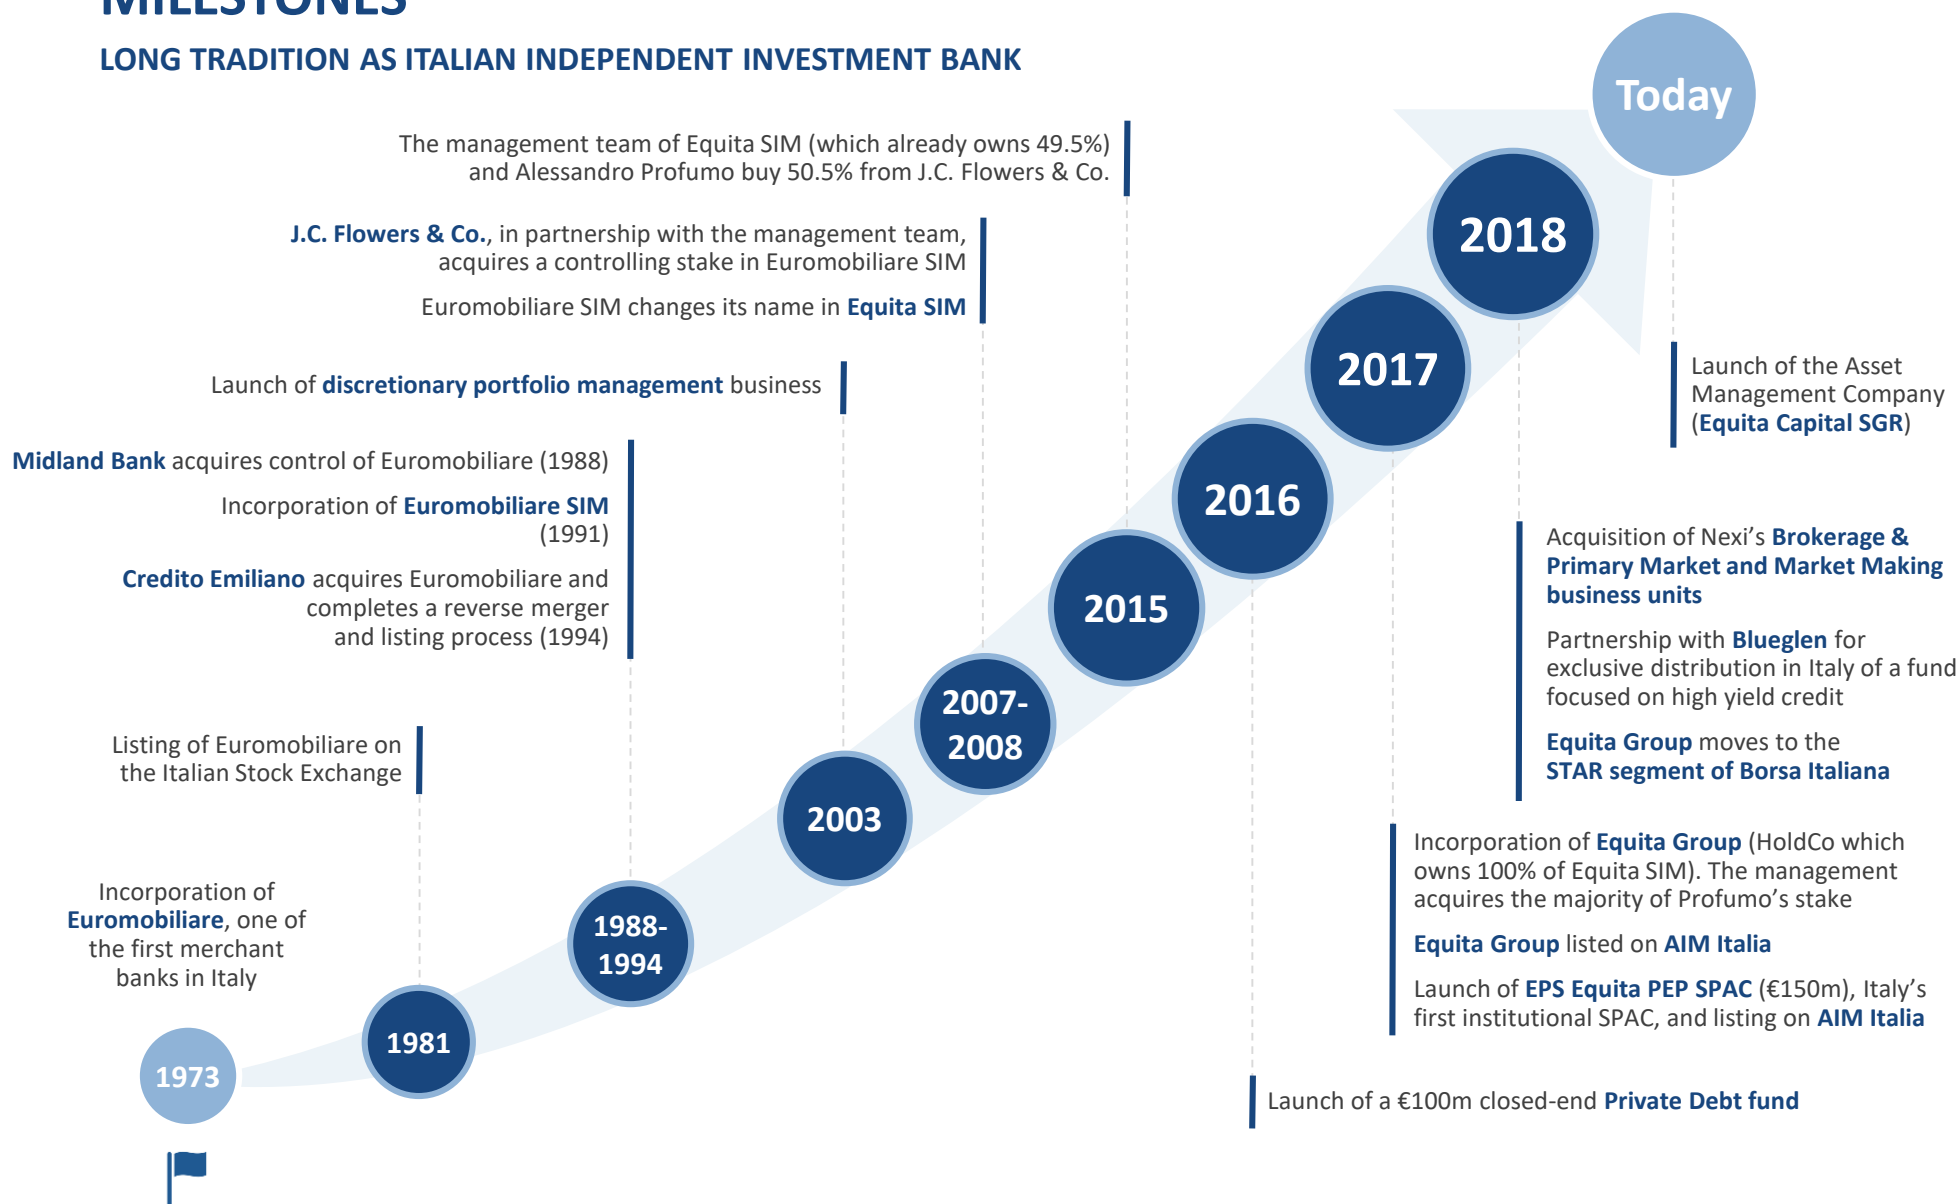 MILESTONES
LONG TRADITION AS ITALIAN INDEPENDENT INVESTMENT BANK
Today
The management team of Equita SIM (which already owns 49.5%)
and Alessandro Profumo buy 50.5% from J.C. Flowers & Co.
J.C. Flowers & Co., in partnership with the management team,
acquires a controlling stake in Euromobiliare SIM
Euromobiliare SIM changes its name in Equita SIM
Launch of discretionary portfolio management business
Midland Bank acquires control of Euromobiliare (1988)
Incorporation of Euromobiliare SIM
(1991)
Credito Emiliano acquires Euromobiliare and
completes a reverse merger
and listing process (1994)
Listing of Euromobiliare on
the Italian Stock Exchange
Incorporation of
Euromobiliare, one of
the first merchant
banks in Italy
1973
1981
1988-
1994
2003
2007-
2008
2015
2016
2017
2018
Launch of the Asset
Management Company
(Equita Capital SGR)
Acquisition of Nexi’s Brokerage &
Primary Market and Market Making
business units
Partnership with Blueglen for
exclusive distribution in Italy of a fund
focused on high yield credit
Equita Group moves to the
STAR segment of Borsa Italiana
Incorporation of Equita Group (HoldCo which
owns 100% of Equita SIM). The management
acquires the majority of Profumo’s stake
Equita Group listed on AIM Italia
Launch of EPS Equita PEP SPAC (€150m), Italy’s
first institutional SPAC, and listing on AIM Italia
Launch of a €100m closed-end Private Debt fund